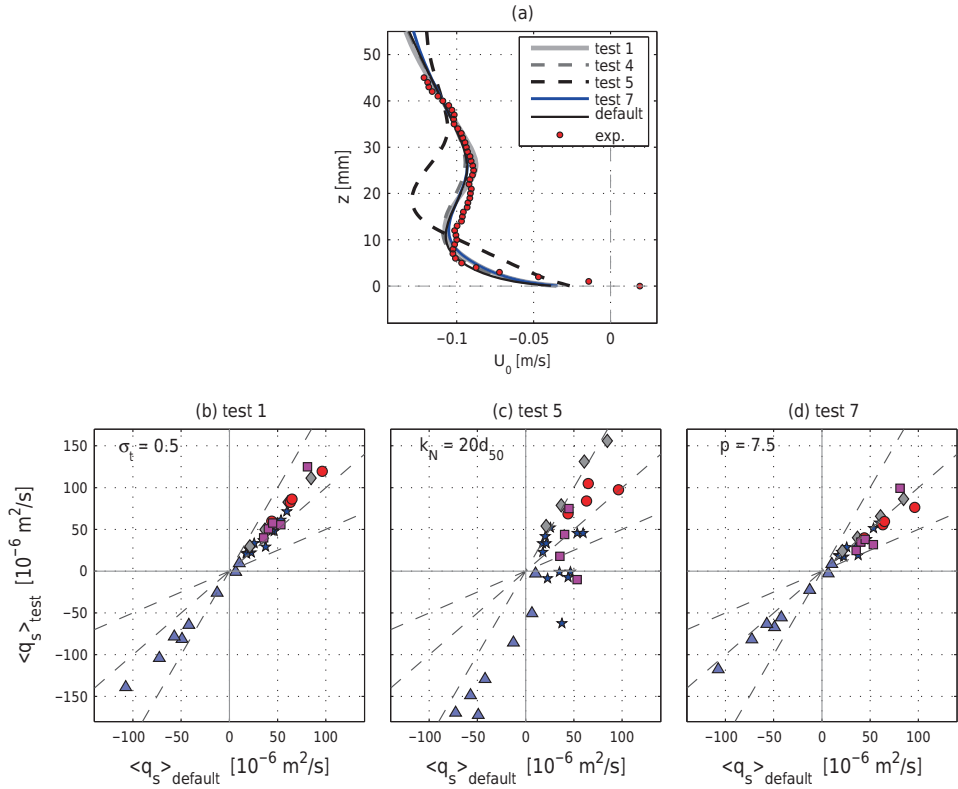 (a)
test 1
test 4
test 5
test 7
default
exp.
50
40
30
20
10
0
z [mm]
−0.1
−0.05
0
U0 [m/s]
(b) test 1
(c) test 5
(d) test 7
σt = 0.5
kN = 20d50
p = 7.5
150
100
50
0
−50
−100
−150
<qs>test [10−6 m2/s]
−100
−50
0
50
100
−100
−50
0
50
100
−100
−50
0
50
100
<qs>default [10−6 m2/s]
<qs>default [10−6 m2/s]
<qs>default [10−6 m2/s]